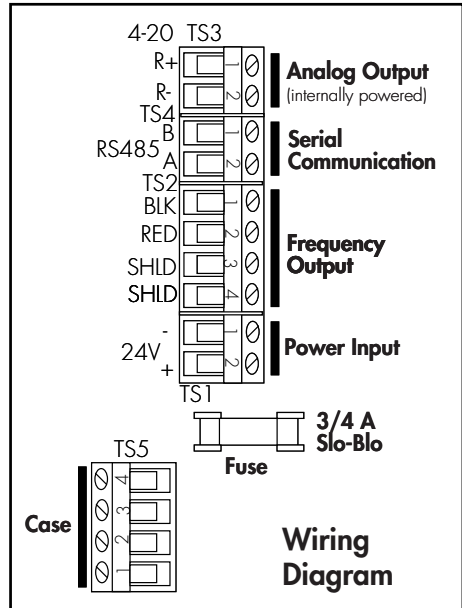 4-20 TS3
R+ 1 Analog Output
R- 2 (internally powered)
TS4
B 1 Serial
RS485 A 2 Communication
TS2
BLK 1
RED 2 Frequency
SHLD 3 Output
SHLD 4
- 1
24V Power Input
+ 2
TS1
3/4 A
Slo-Blo
Fuse
TS5
4
3
Case
2
1
Wiring
Diagram